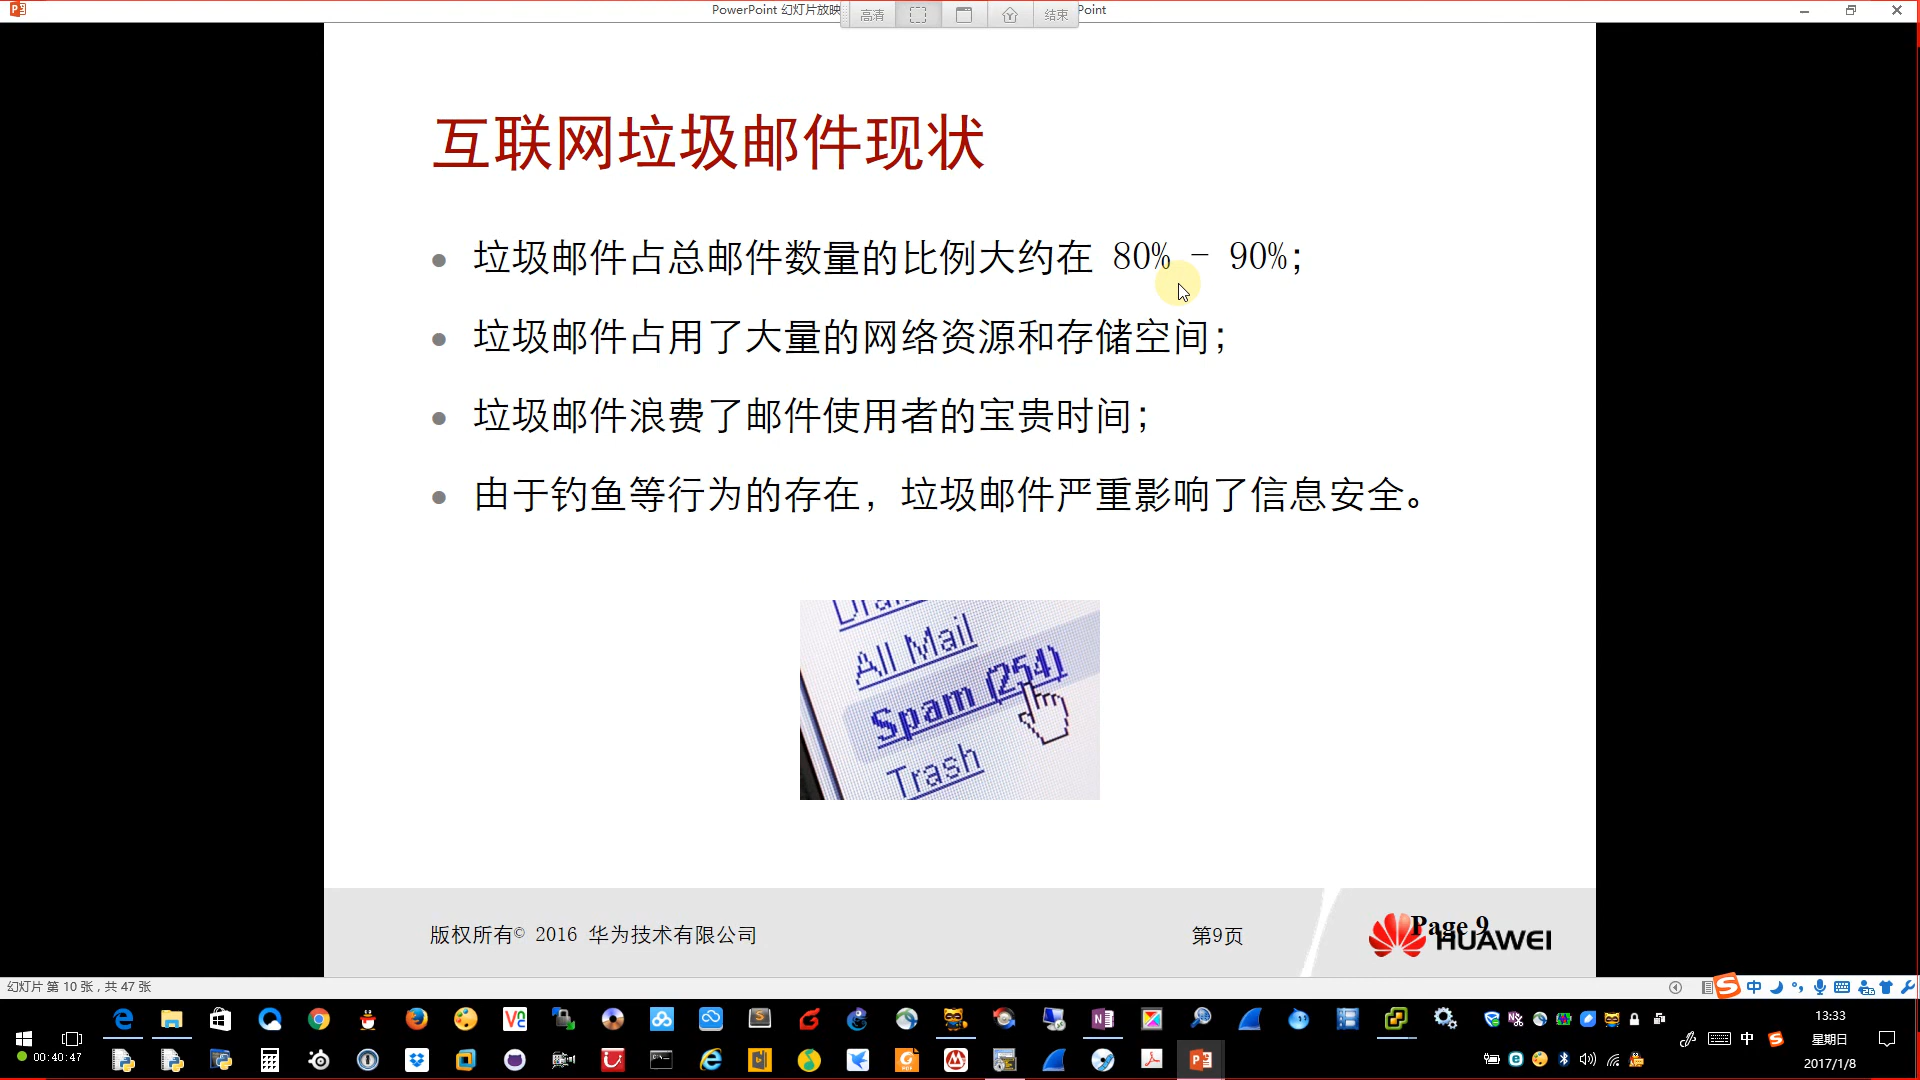 PowerPoint 幻灯片放映
高清
结束
Point
互联网垃圾邮件现状
垃圾邮件占总邮件数量的比例大约在 80% - 90%;
垃圾邮件占用了大量的网络资源和存储空间;
垃圾邮件浪费了邮件使用者的宝贵时间;
由于钓鱼等行为的存在，垃圾邮件严重影响了信息安全。
All Mail
Spam (254)
Trash
版权所有© 2016 华为技术有限公司
第9页
Page 9
HUAWEI
幻灯片 第 10 张，共 47 张
中
13:33
中
星期日
00:40:47
2017/1/8